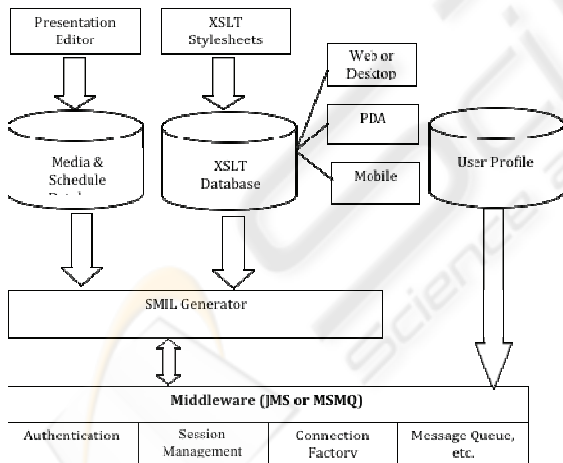 Presentation
Editor
XSLT
Stylesheets
Web or
Desktop
PDA
Mobile
Media &
Schedule
XSLT
Database
User Profile
SMIL Generator
Middleware (JMS or MSMQ)
Authentication
Session
Management
Connection
Factory
Message Queue,
etc.